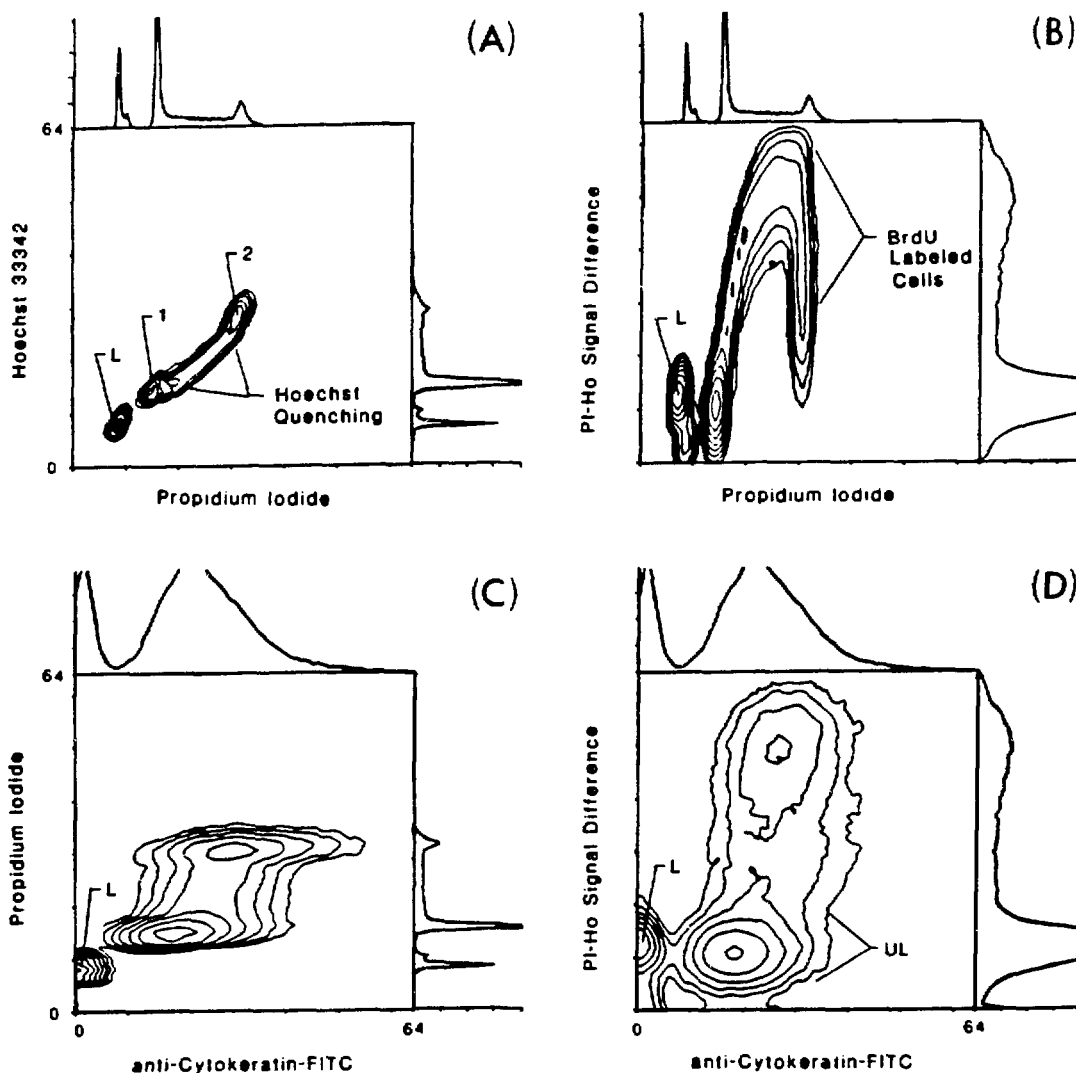 (A)
64
Hoechst 33342
2
1
L
Hoechst
Quenching
0
Propidium Iodide
(B)
PI-Ho Signal Difference
L
BrdU
Labeled
Cells
Propidium Iodide
(C)
64
Propidium Iodide
L
0
0
64
anti-Cytokeratin-FITC
(D)
PI-Ho Signal Difference
L
UL
0
64
anti-Cytokeratin-FITC